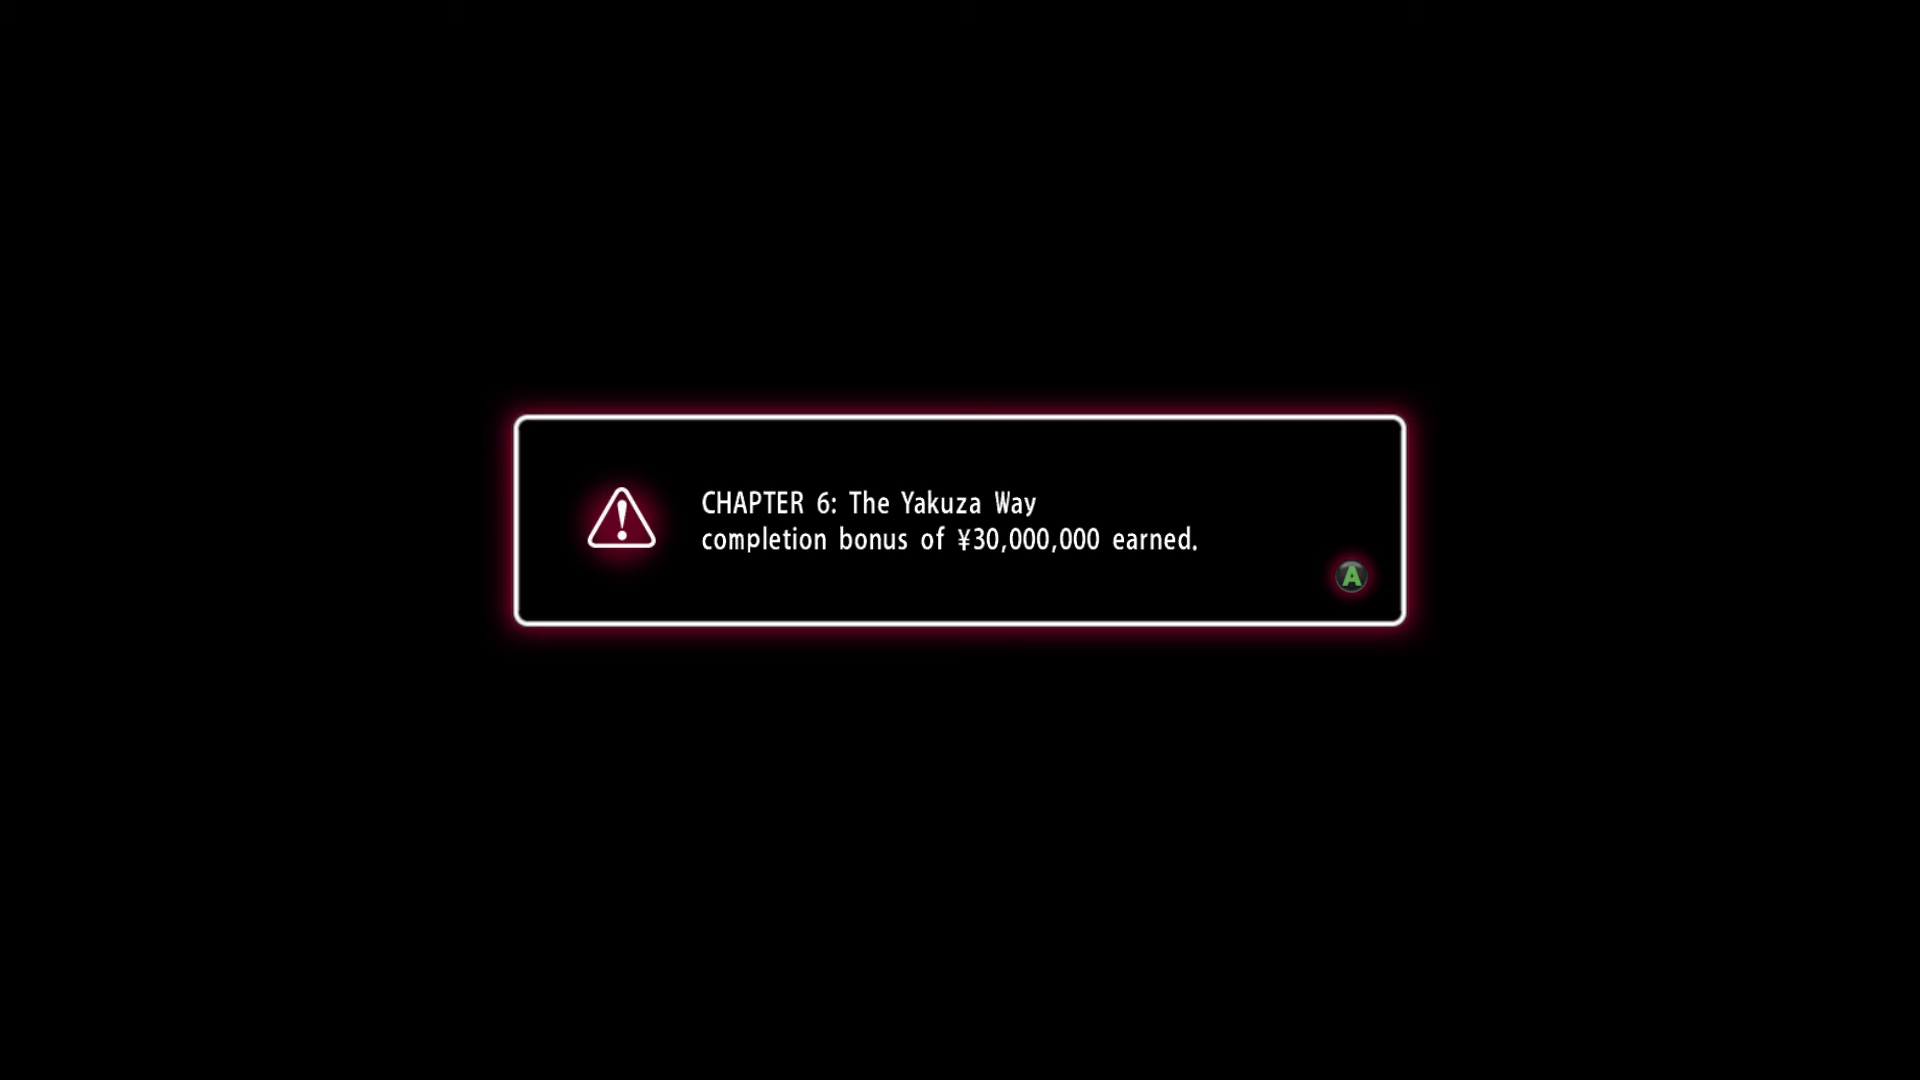 CHAPTER 6: The Yakuza Way
completion bonus of ¥30,000,000 earned.
A